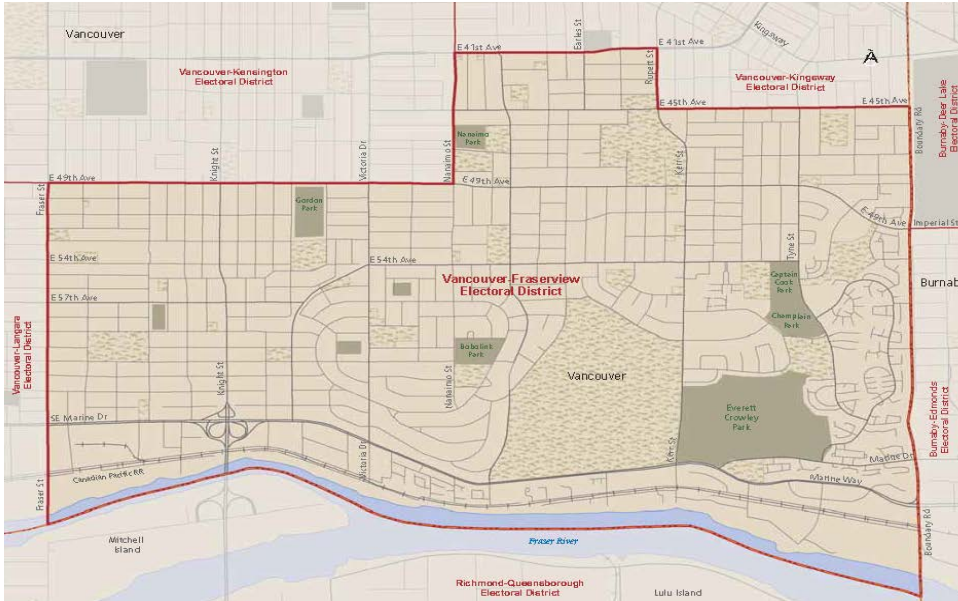 Vancouver
E 41st Ave
Earles St
E 41st Ave
Kingsway
Vancouver-Kensington
Electoral District
Rupert St
Vancouver-Kingsway
Electoral District
E 45th Ave
E 45th Ave
Boundary Rd
Burnaby-Deer Lake
Electoral District
Nanaimo
Park
Knight St
Victoria Dr
Nanaimo St
Kerr St
E 49th Ave
E 49th Ave
Fraser St
Gordon
Park
E 49th Ave
Imperial St
Tyne St
E 54th Ave
E 54th Ave
Vancouver-Fraserview
Electoral District
Captain
Cook
Park
Burnab
E 57th Ave
Champlain
Park
Vancouver-Langara
Electoral District
Bobolink
Park
Knight St
Nanaimo St
Vancouver
Everett
Crowley
Park
Burnaby-Edmonds
Electoral District
SE Marine Dr
Victoria Dr
Kerr St
Marine Dr
Canadian Pacific RR
Marine Way
Fraser St
Boundary Rd
Mitchell
Island
Fraser River
Richmond-Queensborough
Electoral District
Lulu Island